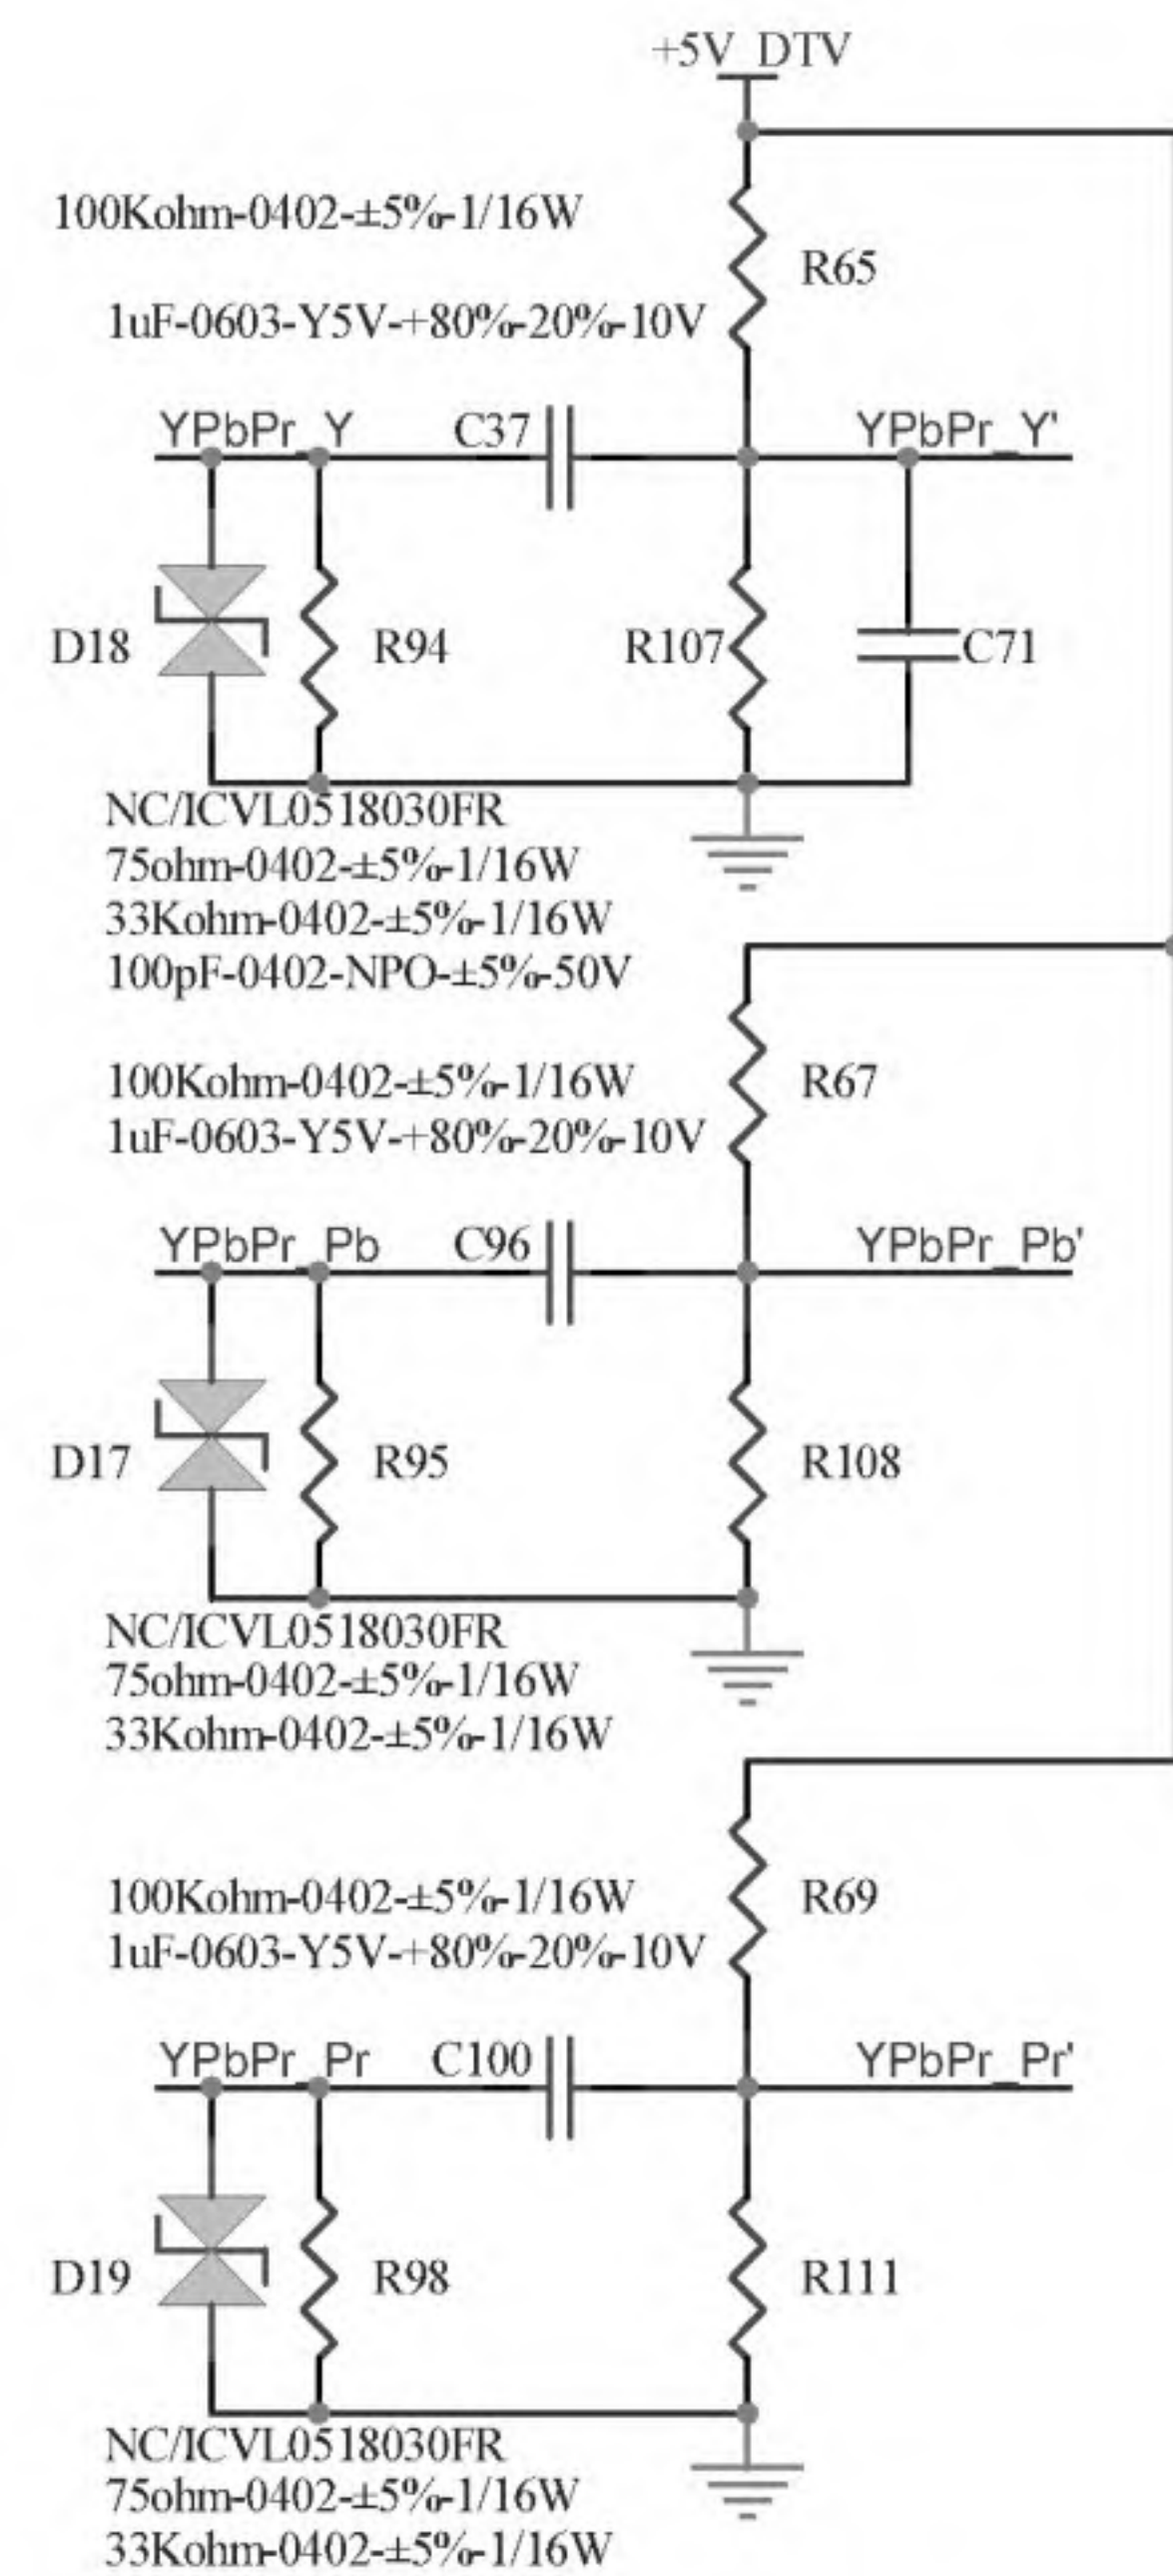 +5V_DTV
100Kohm-0402-±5%-1/16W
R65
1uF-0603-Y5V-+80%-20%-10V
YPbPr_Y C37 YPbPr_Y'
D18 R94 R107 C71
NC/ICVL0518030FR
75ohm-0402-±5%-1/16W
33Kohm-0402-±5%-1/16W
100pF-0402-NPO-±5%-50V
100Kohm-0402-±5%-1/16W R67
1uF-0603-Y5V-+80%-20%-10V
YPbPr_Pb C96 YPbPr_Pb'
D17 R95 R108
NC/ICVL0518030FR
75ohm-0402-±5%-1/16W
33Kohm-0402-±5%-1/16W
100Kohm-0402-±5%-1/16W R69
1uF-0603-Y5V-+80%-20%-10V
YPbPr_Pr C100 YPbPr_Pr'
D19 R98 R111
NC/ICVL0518030FR
75ohm-0402-±5%-1/16W
33Kohm-0402-±5%-1/16W